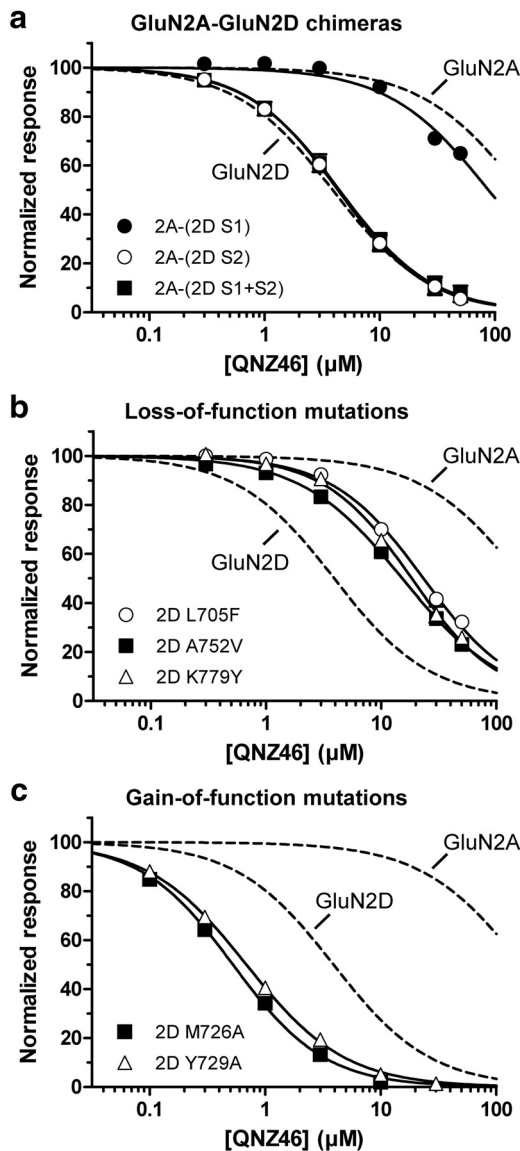 a
GluN2A-GluN2D chimeras
Normalized response
100
80
60
40
20
0
GluN2A
GluN2D
2A-(2D S1)
2A-(2D S2)
2A-(2D S1+S2)
0.1 1 10 100
[QNZ46] (μM)
b
Loss-of-function mutations
Normalized response
100
80
60
40
20
0
GluN2A
GluN2D
2D L705F
2D A752V
2D K779Y
0.1 1 10 100
[QNZ46] (μM)
c
Gain-of-function mutations
Normalized response
100
80
60
40
20
0
GluN2A
GluN2D
2D M726A
2D Y729A
0.1 1 10 100
[QNZ46] (μM)